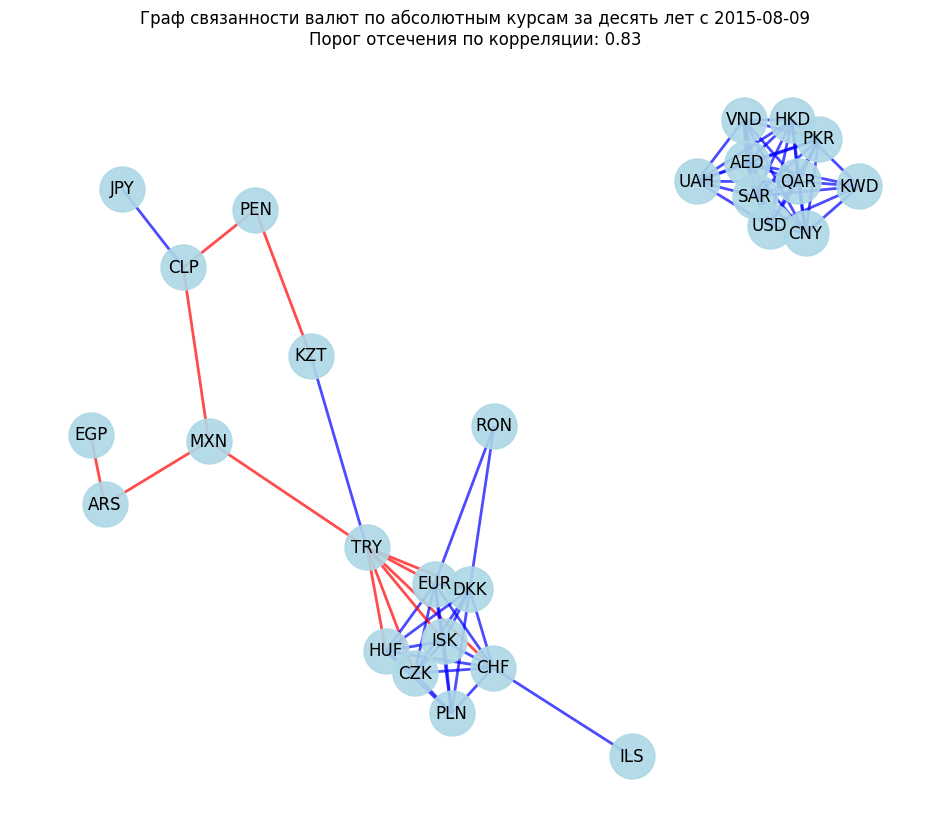 Граф связанности валют по абсолютным курсам за десять лет с 2015-08-09
Порог отсечения по корреляции: 0.83
VND
HKD
PKR
AED
UAH
QAR
KWD
SAR
USD
CNY
JPY
PEN
CLP
KZT
RON
EGP
MXN
ARS
TRY
EUR
DKK
ISK
HUF
CZK
CHF
PLN
ILS